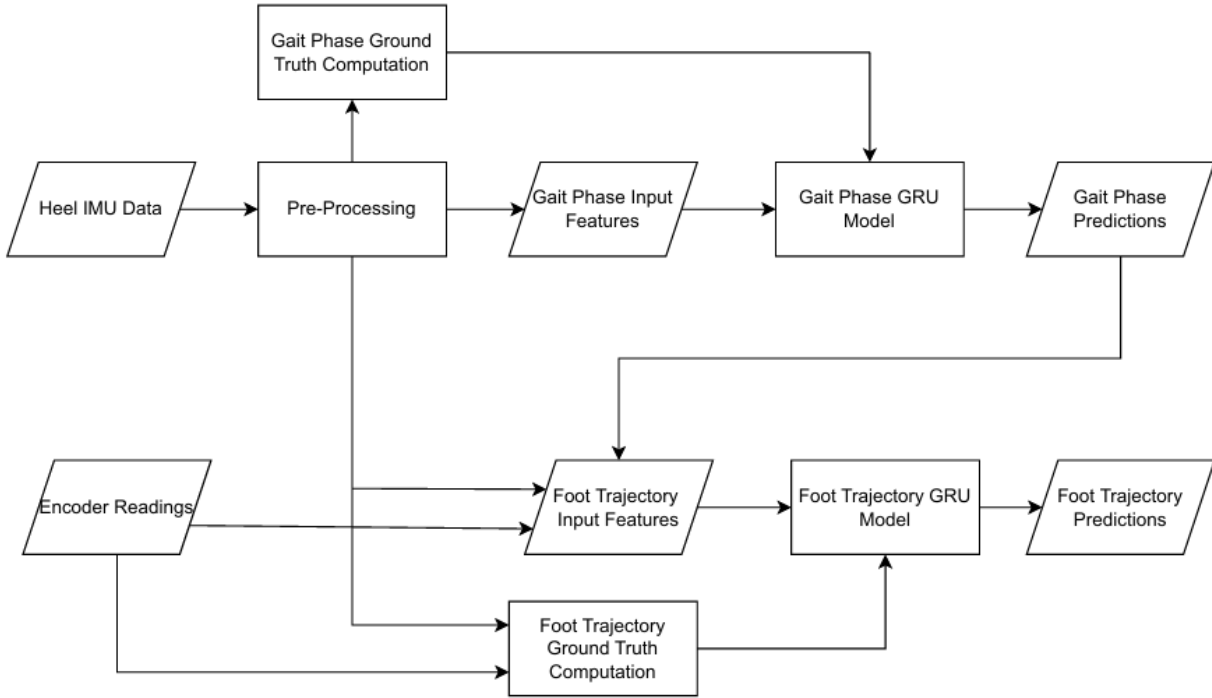 Gait Phase Ground
Truth Computation
Heel IMU Data
Pre-Processing
Gait Phase Input
Features
Gait Phase GRU
Model
Gait Phase
Predictions
Encoder Readings
Foot Trajectory
Input Features
Foot Trajectory GRU
Model
Foot Trajectory
Predictions
Foot Trajectory
Ground Truth
Computation